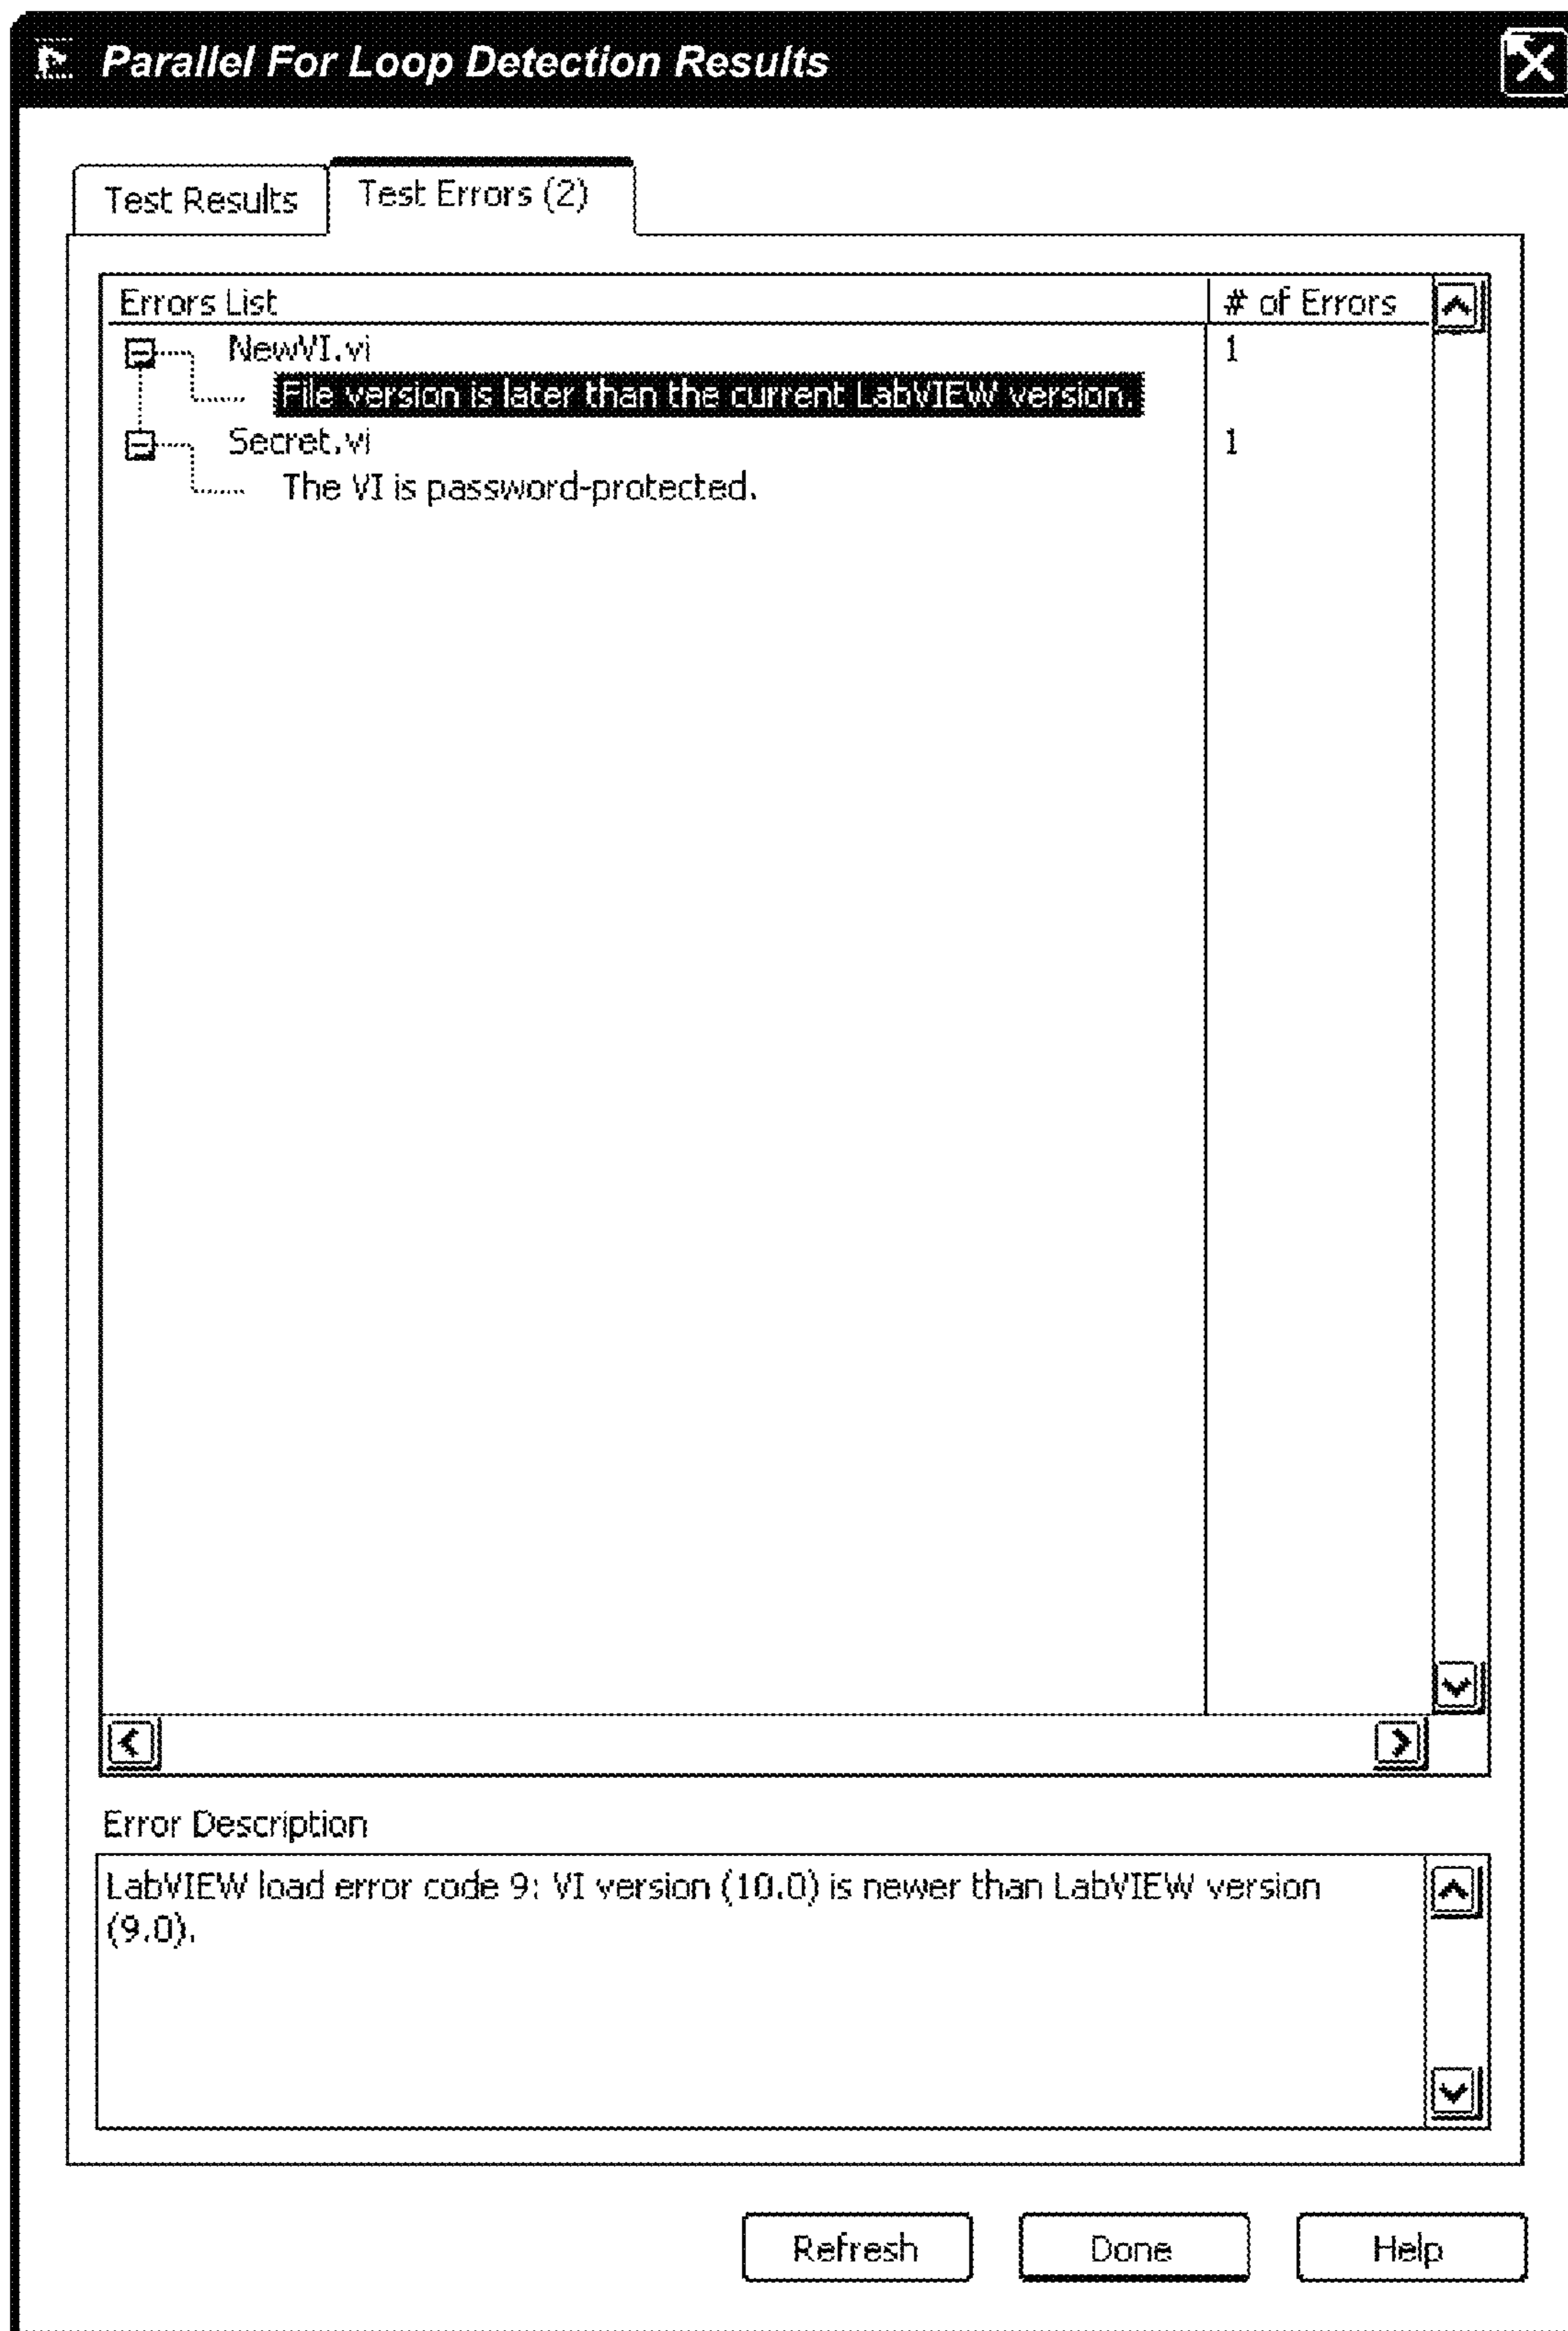 Parallel For Loop Detection Results
Test Results
Test Errors (2)
Errors List # of Errors
NewVI.vi 1
File version is later than the current LabVIEW version.
Secret.vi 1
The VI is password-protected.
Error Description
LabVIEW load error code 9: VI version (10.0) is newer than LabVIEW version
(9.0).
Refresh Done Help